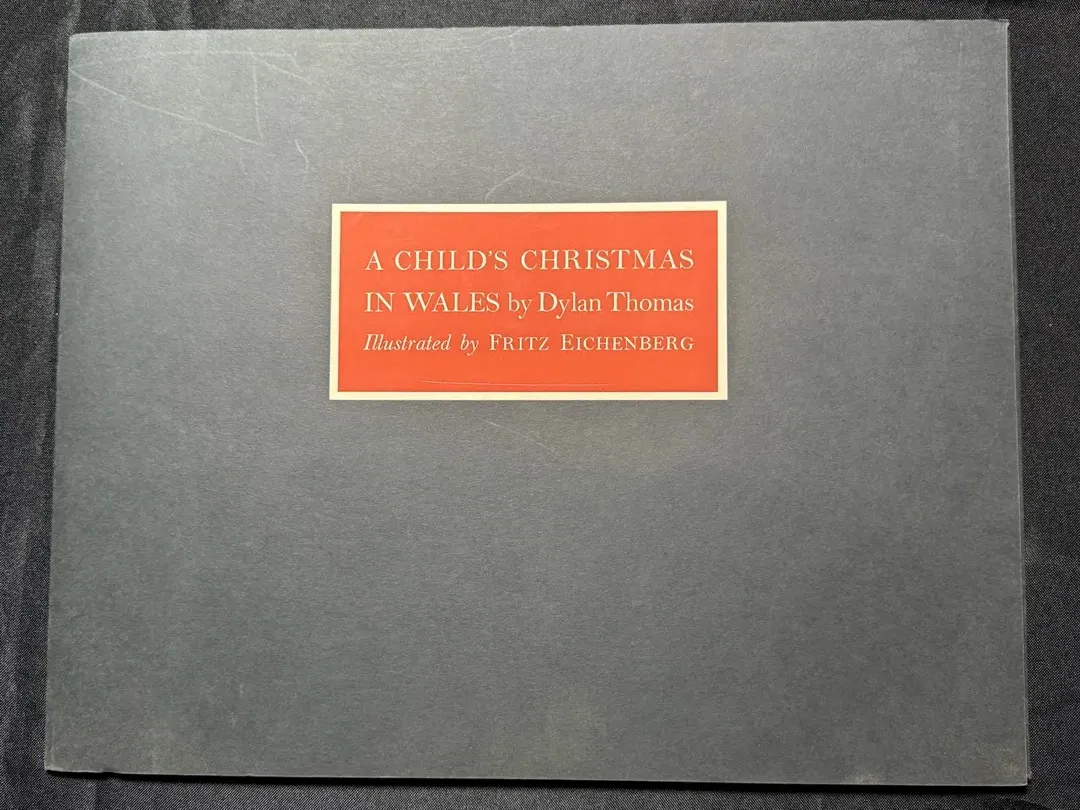 A CHILD'S CHRISTMAS
IN WALES by Dylan Thomas
Illustrated by FRITZ EICHENBERG